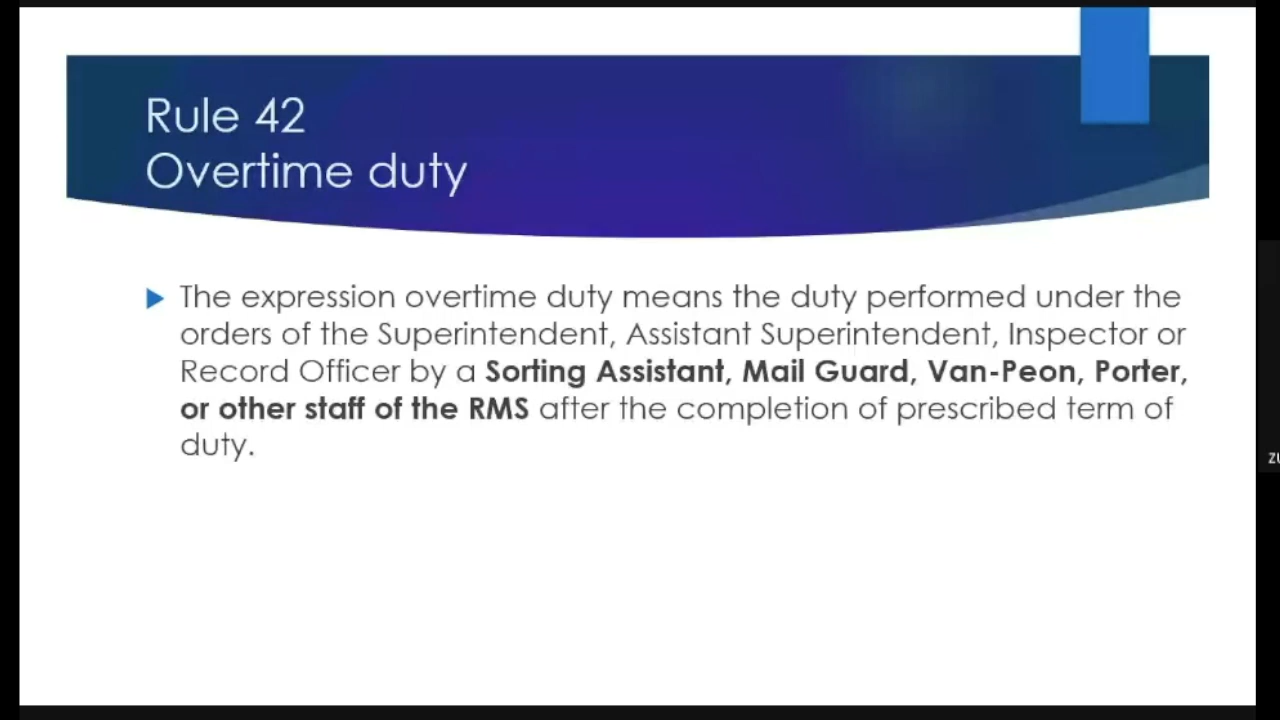 Rule 42
Overtime duty
The expression overtime duty means the duty performed under the
orders of the Superintendent, Assistant Superintendent, Inspector or
Record Officer by a Sorting Assistant, Mail Guard, Van-Peon, Porter,
or other staff of the RMS after the completion of prescribed term of
duty.